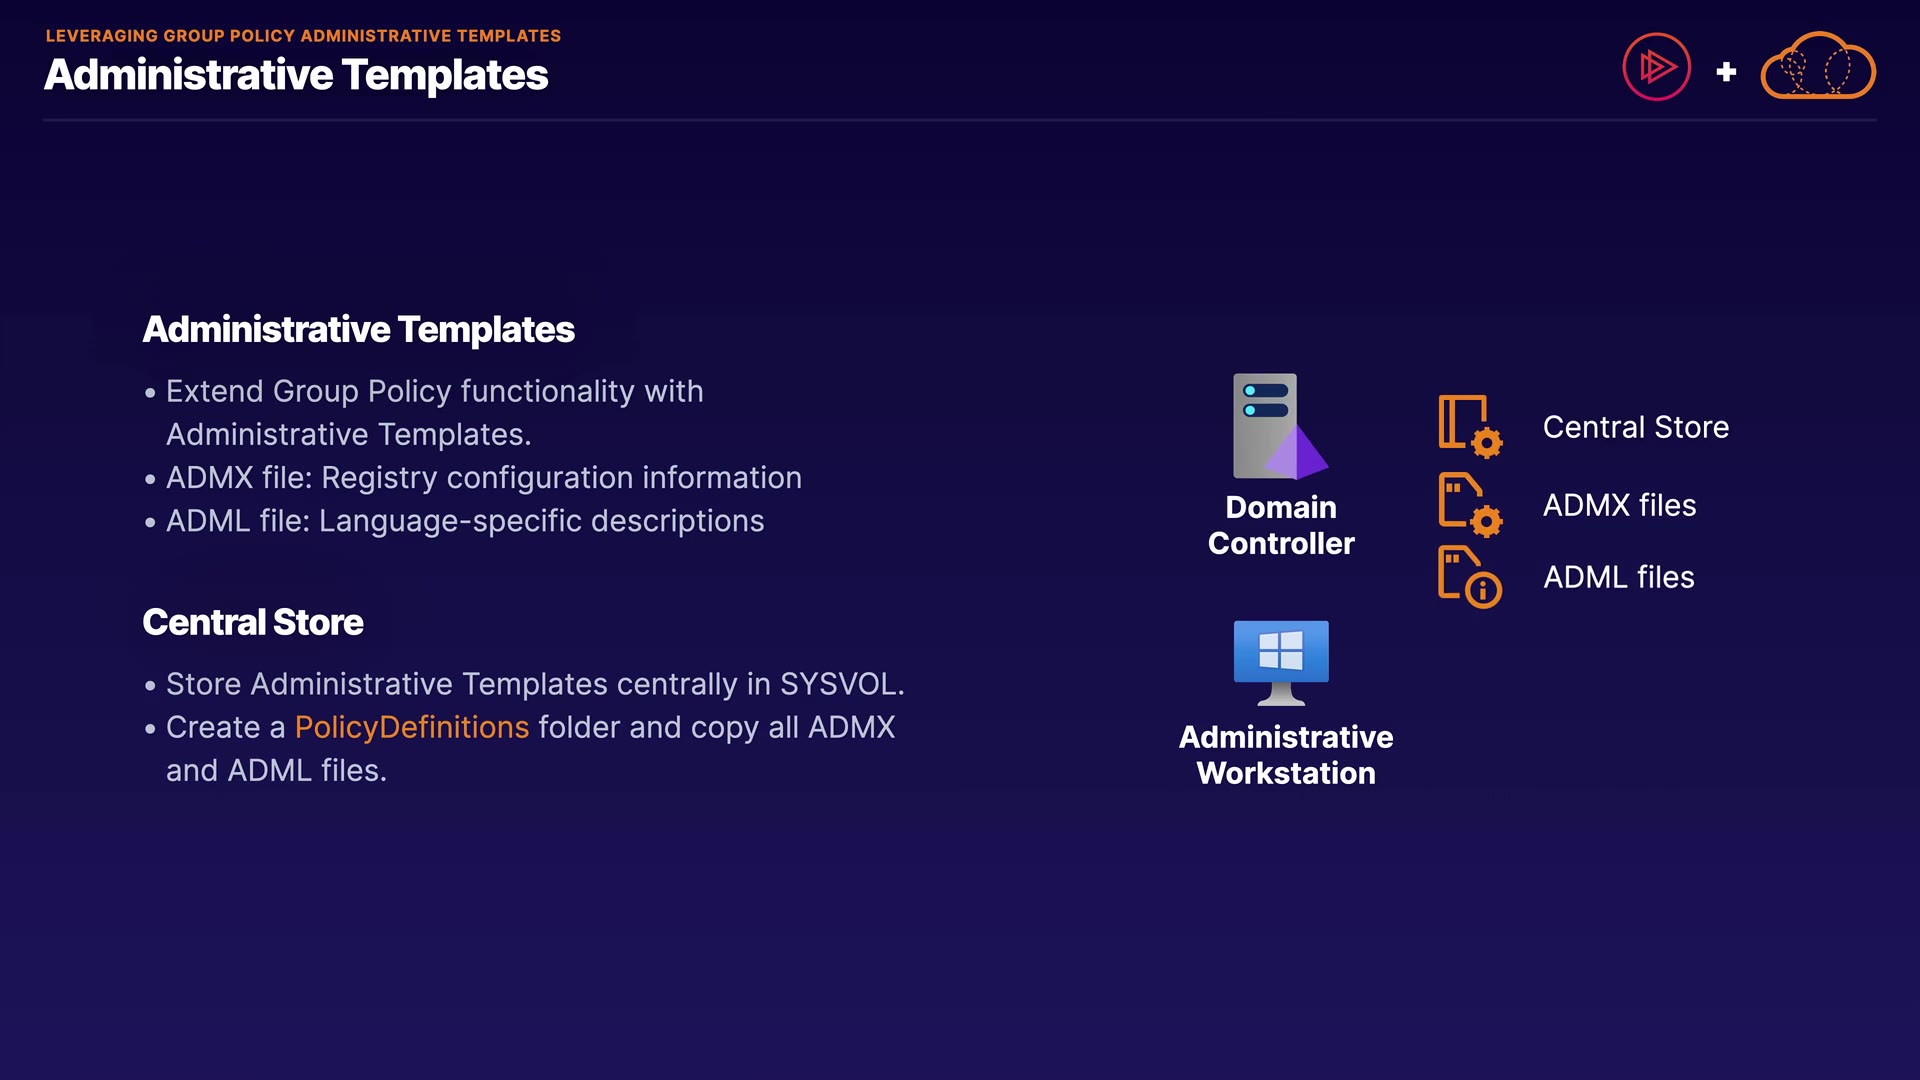 LEVERAGING GROUP POLICY ADMINISTRATIVE TEMPLATES
Administrative Templates
Administrative Templates
• Extend Group Policy functionality with
Administrative Templates.
• ADMX file: Registry configuration information
• ADML file: Language-specific descriptions
Central Store
• Store Administrative Templates centrally in SYSVOL.
• Create a PolicyDefinitions folder and copy all ADMX
and ADML files.
Domain
Controller
Central Store
ADMX files
ADML files
Administrative
Workstation